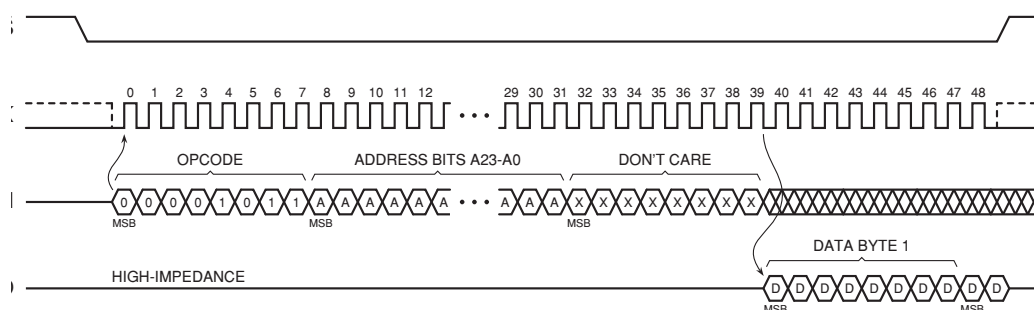 0 1 2 3 4 5 6 7 8 9 10 11 12 29 30 31 32 33 34 35 36 37 38 39 40 41 42 43 44 45 46 47 48
OPCODE ADDRESS BITS A23-A0 DON'T CARE
0 0 0 0 1 0 1 1 A A A A A A A A A X X X X X X X X
MSB MSB MSB
DATA BYTE 1
HIGH-IMPEDANCE
D D D D D D D D D D
MSB MSB